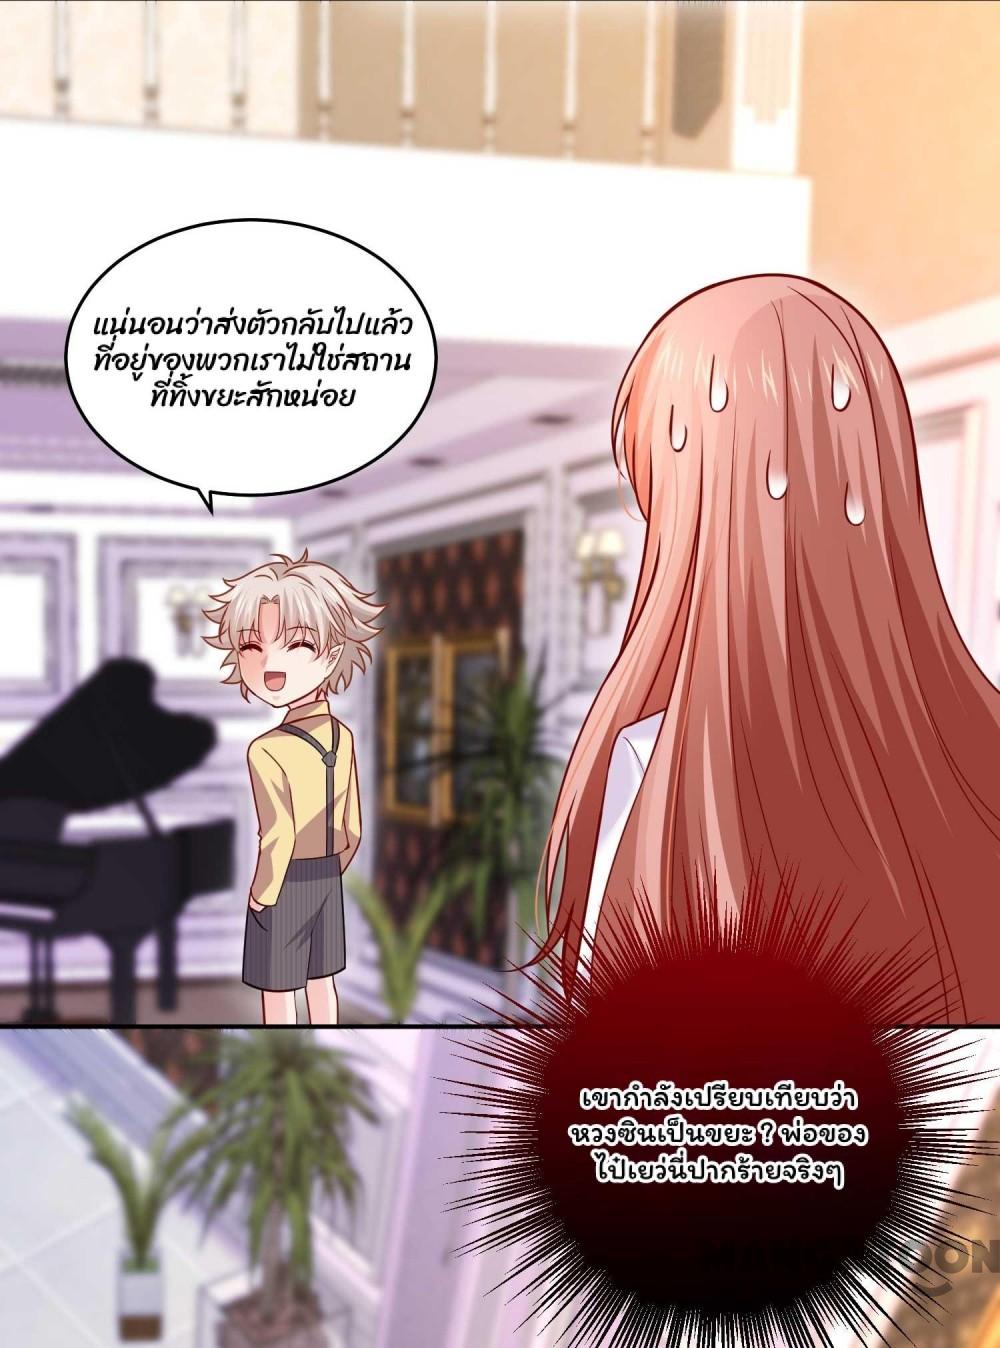 แน่นอนว่าส่งตัวกลับไปแล้ว
ที่อยู่ของพวกเราไม่ใช่สถาน
ที่ทิ้งขยะสักหน่อย
เขากำลังเปรียบเทียบว่า
หวงซินเป็นขยะ ? พ่อของ
ไป๋เยว่นี่ปากร้ายจริงๆ